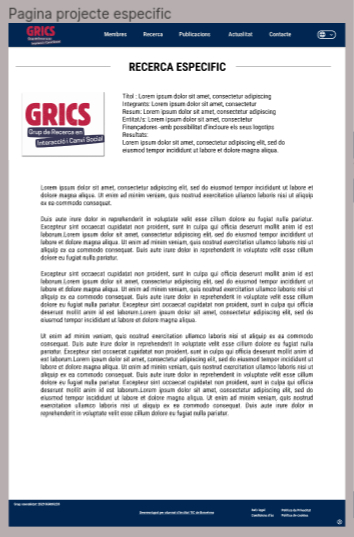 Pagina projecte especific
GRICS
Membres Recerca Publicacions Actualitat Contacte
RECERCA ESPECIFIC
GRICS
Grup de Recerca en
Interacció i Canvi Social
Titol : Lorem ipsum dolor sit amet, consectetur adipiscing
Integrants: Lorem ipsum dolor sit amet, consectetur
Resum: Lorem ipsum dolor sit amet, consectetur adipiscing
Entitat/s: Lorem ipsum dolor sit amet, consectetur
Finançadores -amb possibilitat d'incloure els seus logotips
Resultats:
Lorem ipsum dolor sit amet, consectetur adipiscing elit, sed do
eiusmod tempor incididunt ut labore et dolore magna aliqua.
Lorem ipsum dolor sit amet, consectetur adipiscing elit, sed do eiusmod tempor incididunt ut labore et
dolore magna aliqua. Ut enim ad minim veniam, quis nostrud exercitation ullamco laboris nisi ut aliquip
ex ea commodo consequat.
Duis aute irure dolor in reprehenderit in voluptate velit esse cillum dolore eu fugiat nulla pariatur.
Excepteur sint occaecat cupidatat non proident, sunt in culpa qui officia deserunt mollit anim id est
laborum.Lorem ipsum dolor sit amet, consectetur adipiscing elit, sed do eiusmod tempor incididunt ut
labore et dolore magna aliqua. Ut enim ad minim veniam, quis nostrud exercitation ullamco laboris nisi ut
aliquip ex ea commodo consequat. Duis aute irure dolor in reprehenderit in voluptate velit esse cillum
dolore eu fugiat nulla pariatur.
Excepteur sint occaecat cupidatat non proident, sunt in culpa qui officia deserunt mollit anim id est
laborum.Lorem ipsum dolor sit amet, consectetur adipiscing elit, sed do eiusmod tempor incididunt ut
labore et dolore magna aliqua. Ut enim ad minim veniam, quis nostrud exercitation ullamco laboris nisi ut
aliquip ex ea commodo consequat. Duis aute irure dolor in reprehenderit in voluptate velit esse cillum
dolore eu fugiat nulla pariatur. Excepteur sint occaecat cupidatat non proident, sunt in culpa qui officia
deserunt mollit anim id est laborum.Lorem ipsum dolor sit amet, consectetur adipiscing elit, sed do
eiusmod tempor incididunt ut labore et dolore magna aliqua.
Ut enim ad minim veniam, quis nostrud exercitation ullamco laboris nisi ut aliquip ex ea commodo
consequat. Duis aute irure dolor in reprehenderit in voluptate velit esse cillum dolore eu fugiat nulla
pariatur. Excepteur sint occaecat cupidatat non proident, sunt in culpa qui officia deserunt mollit anim id
est laborum.Lorem ipsum dolor sit amet, consectetur adipiscing elit, sed do eiusmod tempor incididunt ut
labore et dolore magna aliqua. Ut enim ad minim veniam, quis nostrud exercitation ullamco laboris nisi ut
aliquip ex ea commodo consequat. Duis aute irure dolor in reprehenderit in voluptate velit esse cillum
dolore eu fugiat nulla pariatur. Excepteur sint occaecat cupidatat non proident, sunt in culpa qui officia
deserunt mollit anim id est laborum.Lorem ipsum dolor sit amet, consectetur adipiscing elit, sed do
eiusmod tempor incididunt ut labore et dolore magna aliqua. Ut enim ad minim veniam, quis nostrud
exercitation ullamco laboris nisi ut aliquip ex ea commodo consequat. Duis aute irure dolor in
reprehenderit in voluptate velit esse cillum dolore eu fugiat nulla pariatur.